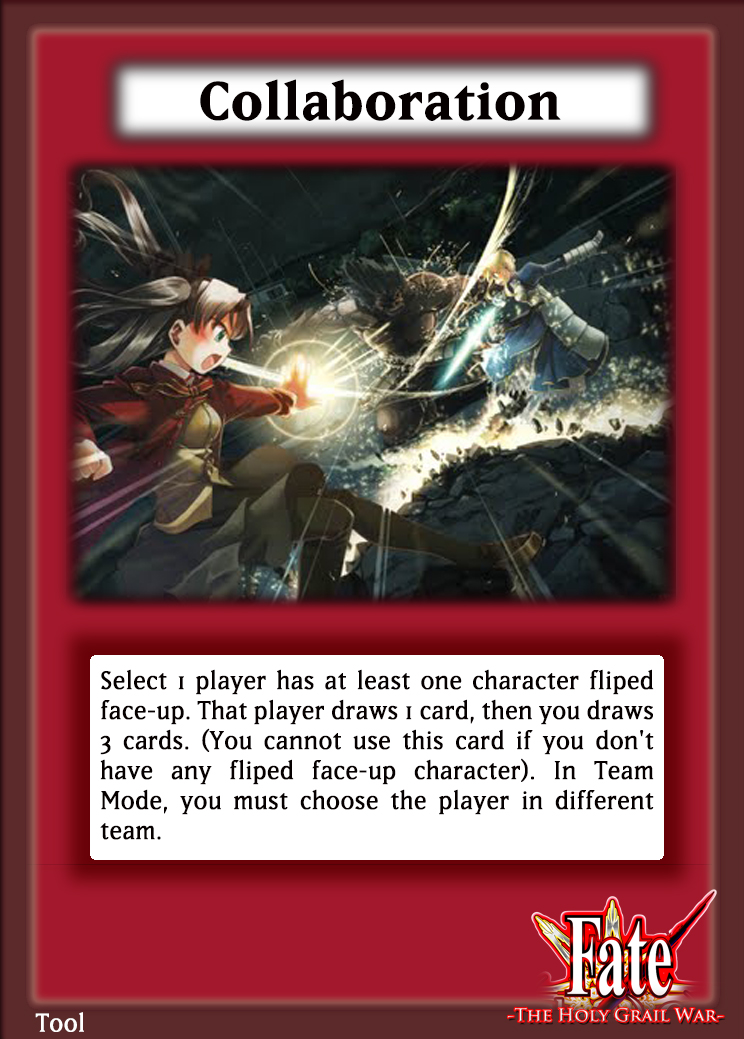 Collaboration
Select 1 player has at least one character fliped
face-up. That player draws 1 card, then you draws
3 cards. (You cannot use this card if you don't
have any fliped face-up character). In Team
Mode, you must choose the player in different
team.
Fate
-THE HOLY GRAIL WAR-
Tool